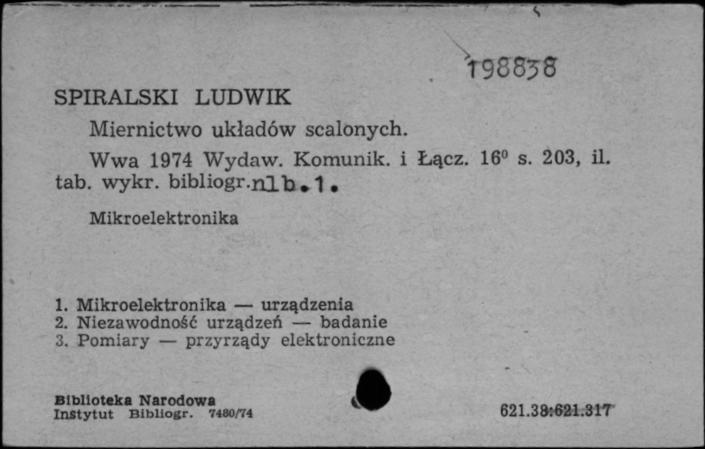 198838
SPIRALSKI LUDWIK
Miernictwo układów scalonych.
Wwa 1974 Wydaw. Komunik. i Łącz. 16⁰ s. 203, il.
tab. wykr. bibliogr.nlb.1.
Mikroelektronika
1. Mikroelektronika — urządzenia
2. Niezawodność urządzeń — badanie
3. Pomiary — przyrządy elektroniczne
Biblioteka Narodowa
Instytut Bibliogr. 7480/74
621.38:621.317